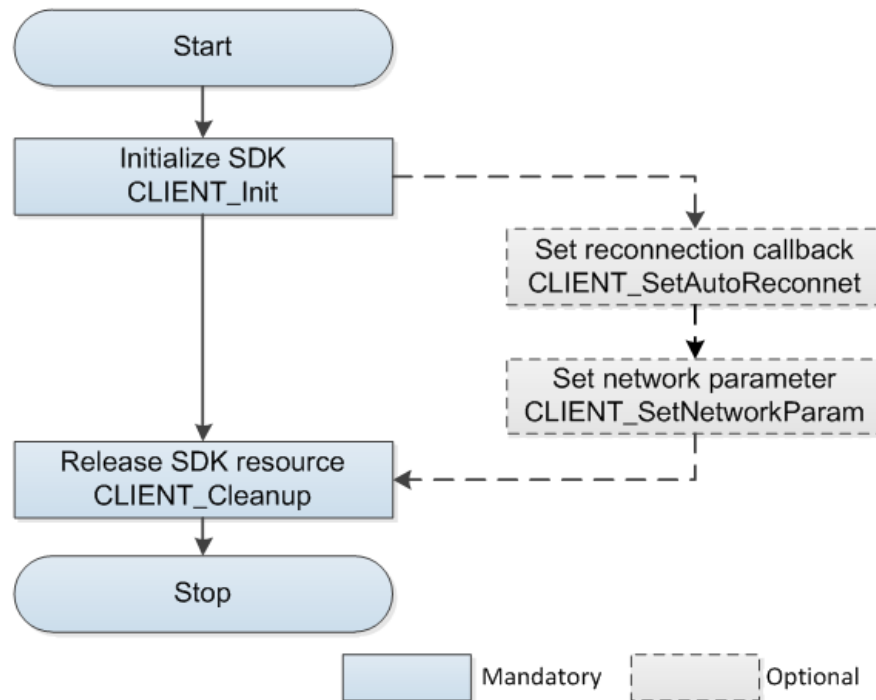 Start
Initialize SDK
CLIENT_Init
Set reconnection callback
CLIENT_SetAutoReconnet
Set network parameter
CLIENT_SetNetworkParam
Release SDK resource
CLIENT_Cleanup
Stop
Mandatory
Optional